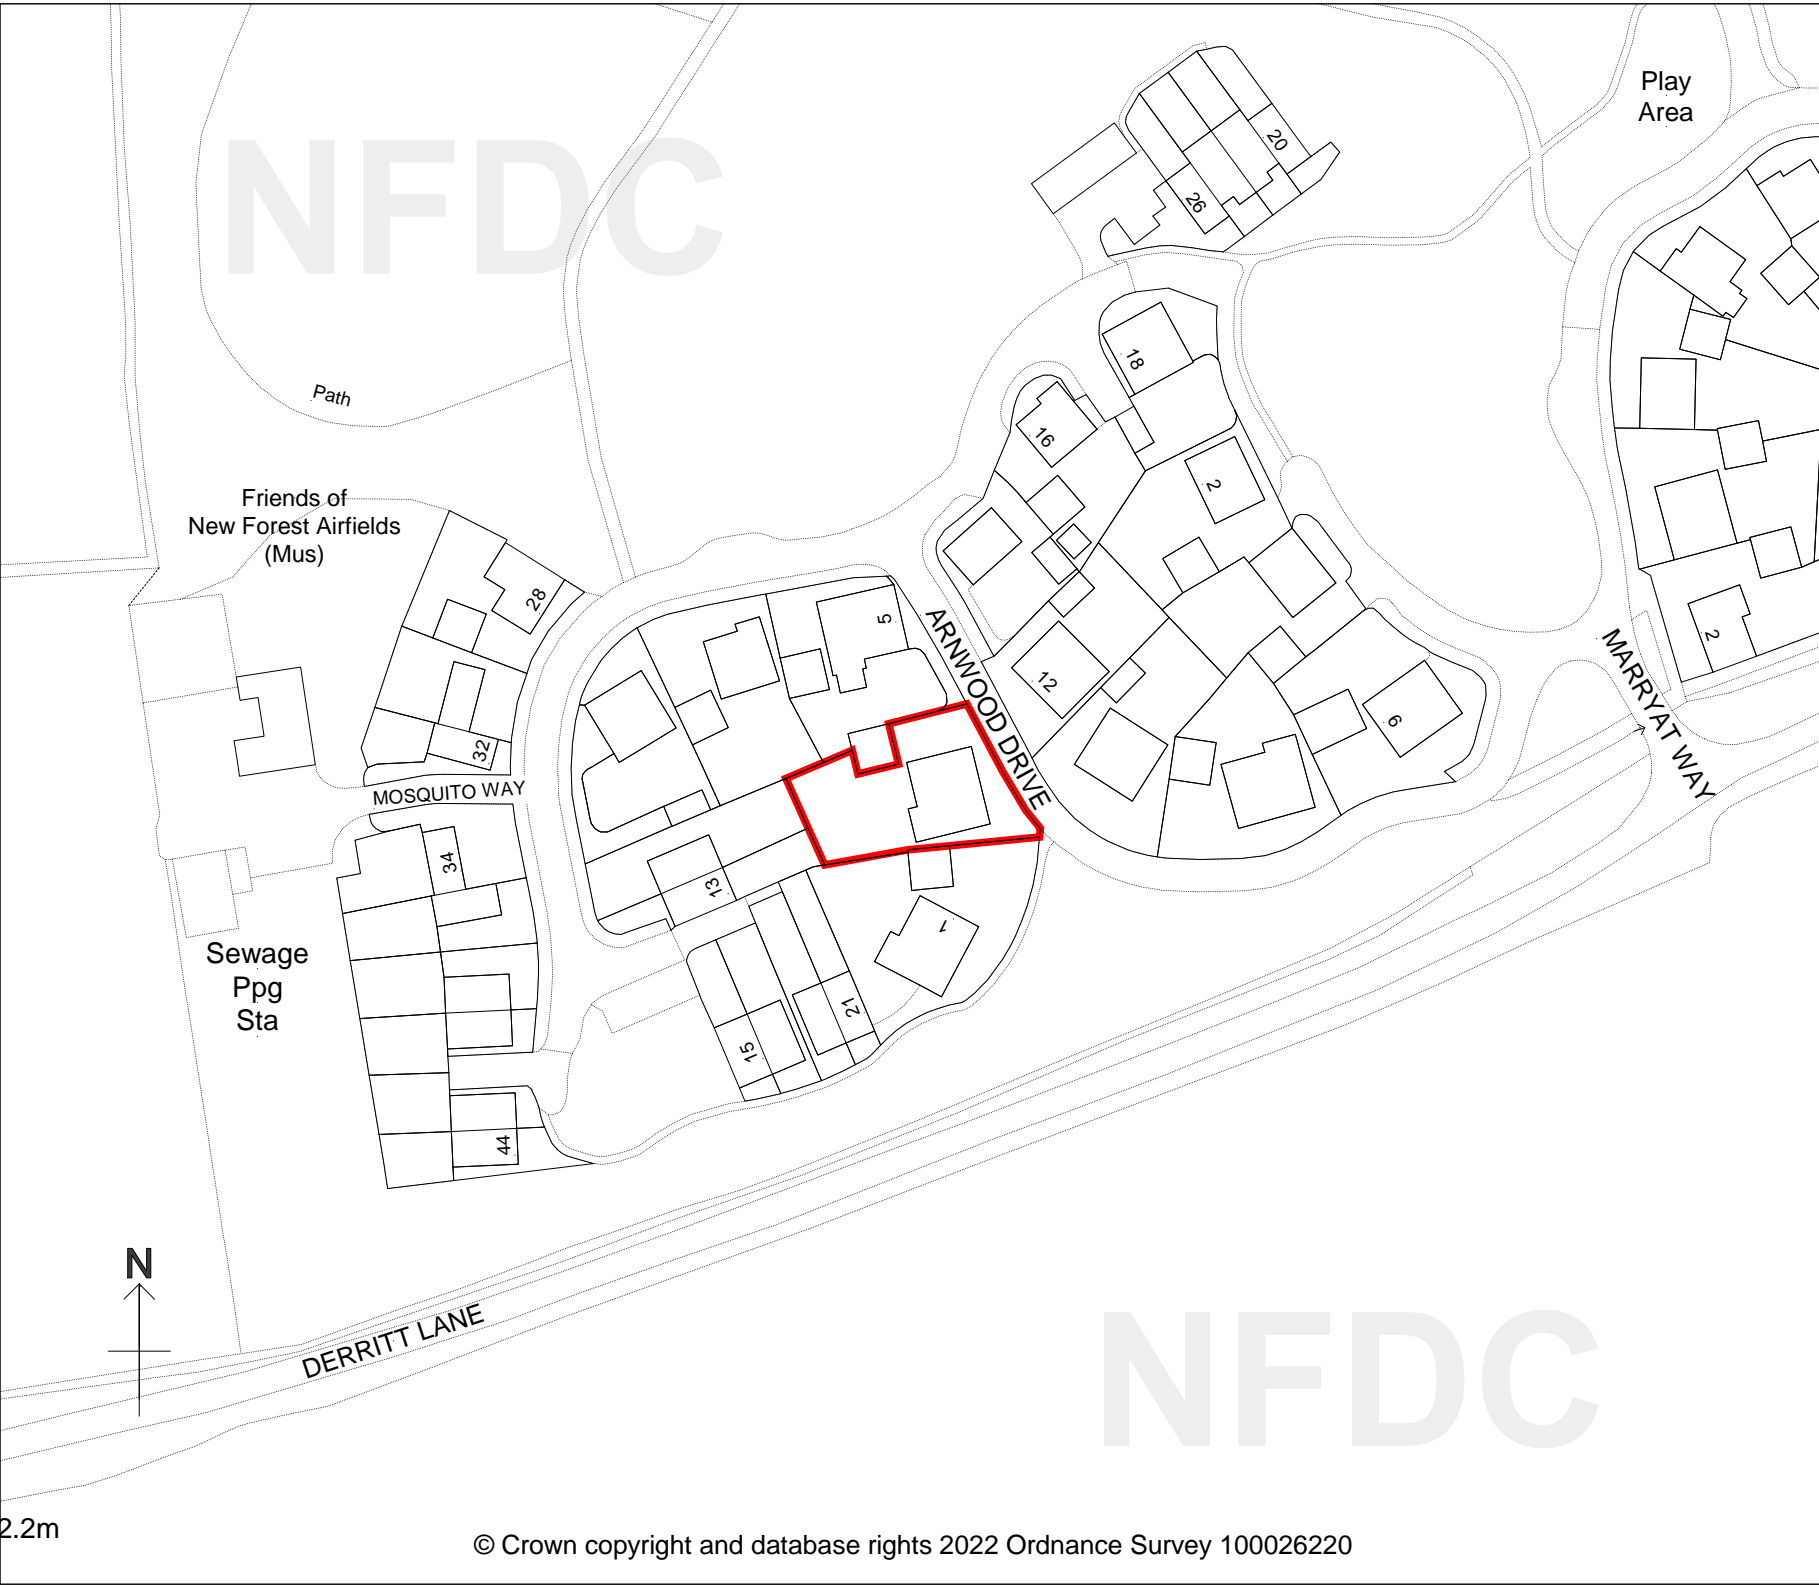 NFDC
Play
Area
20
26
18
Path
16
2
Friends of
New Forest Airfields
(Mus)
28
5
ARNWOOD DRIVE
12
2
MARRYAT WAY
6
32
MOSQUITO WAY
34
13
1
Sewage
Ppg
Sta
21
15
44
N
DERRITT LANE
NFDC
2.2m
© Crown copyright and database rights 2022 Ordnance Survey 100026220